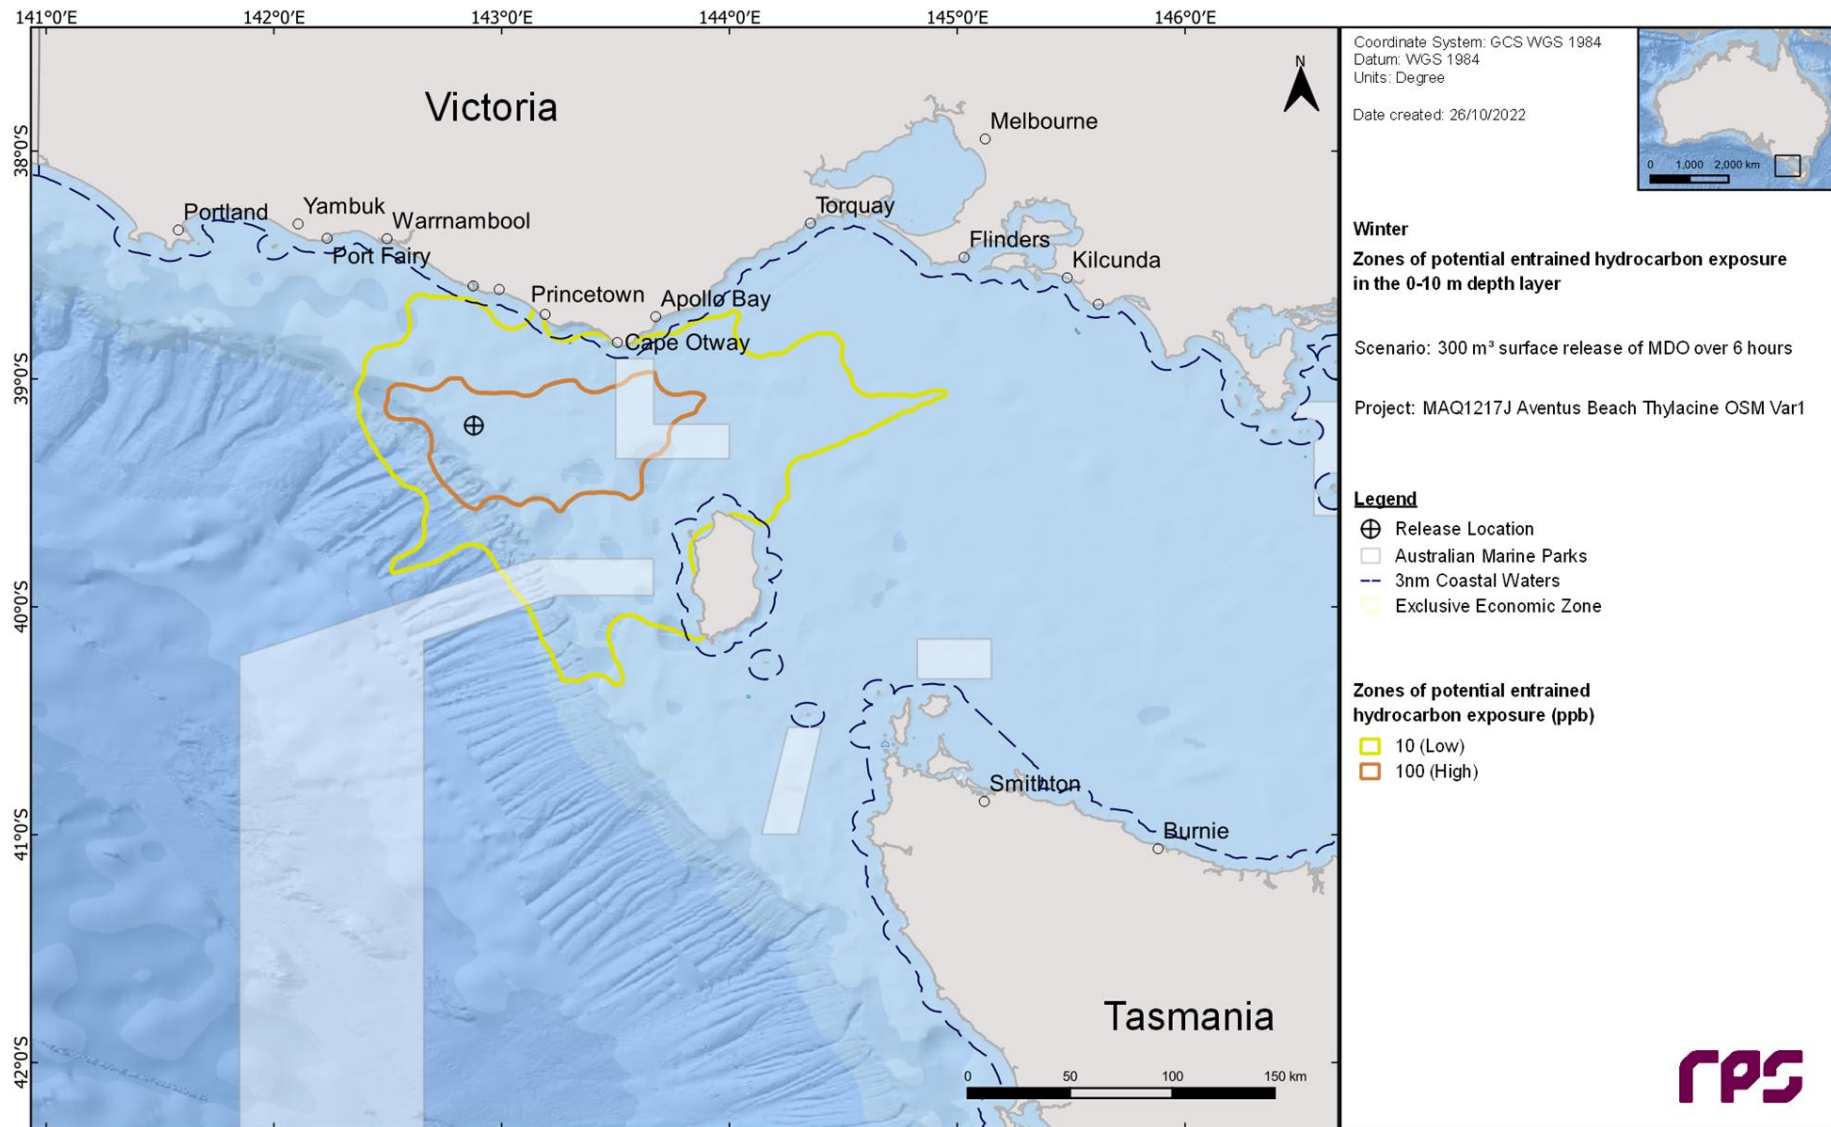 141°0'E
142°0'E
143°0'E
144°0'E
145°0'E
146°0'E
38°0'S
39°0'S
40°0'S
41°0'S
42°0'S
Victoria
N
Melbourne
Portland
Yambuk
Warrnambool
Port Fairy
Torquay
Flinders
Kilcunda
Princetown
Apollo Bay
Cape Otway
Smithton
Burnie
Tasmania
0 50 100 150 km
Coordinate System: GCS WGS 1984
Datum: WGS 1984
Units: Degree
Date created: 26/10/2022
0 1,000 2,000 km
Winter
Zones of potential entrained hydrocarbon exposure
in the 0-10 m depth layer
Scenario: 300 m³ surface release of MDO over 6 hours
Project: MAQ1217J Aventus Beach Thylacine OSM Var1
Legend
Release Location
Australian Marine Parks
3nm Coastal Waters
Exclusive Economic Zone
Zones of potential entrained
hydrocarbon exposure (ppb)
10 (Low)
100 (High)
rps